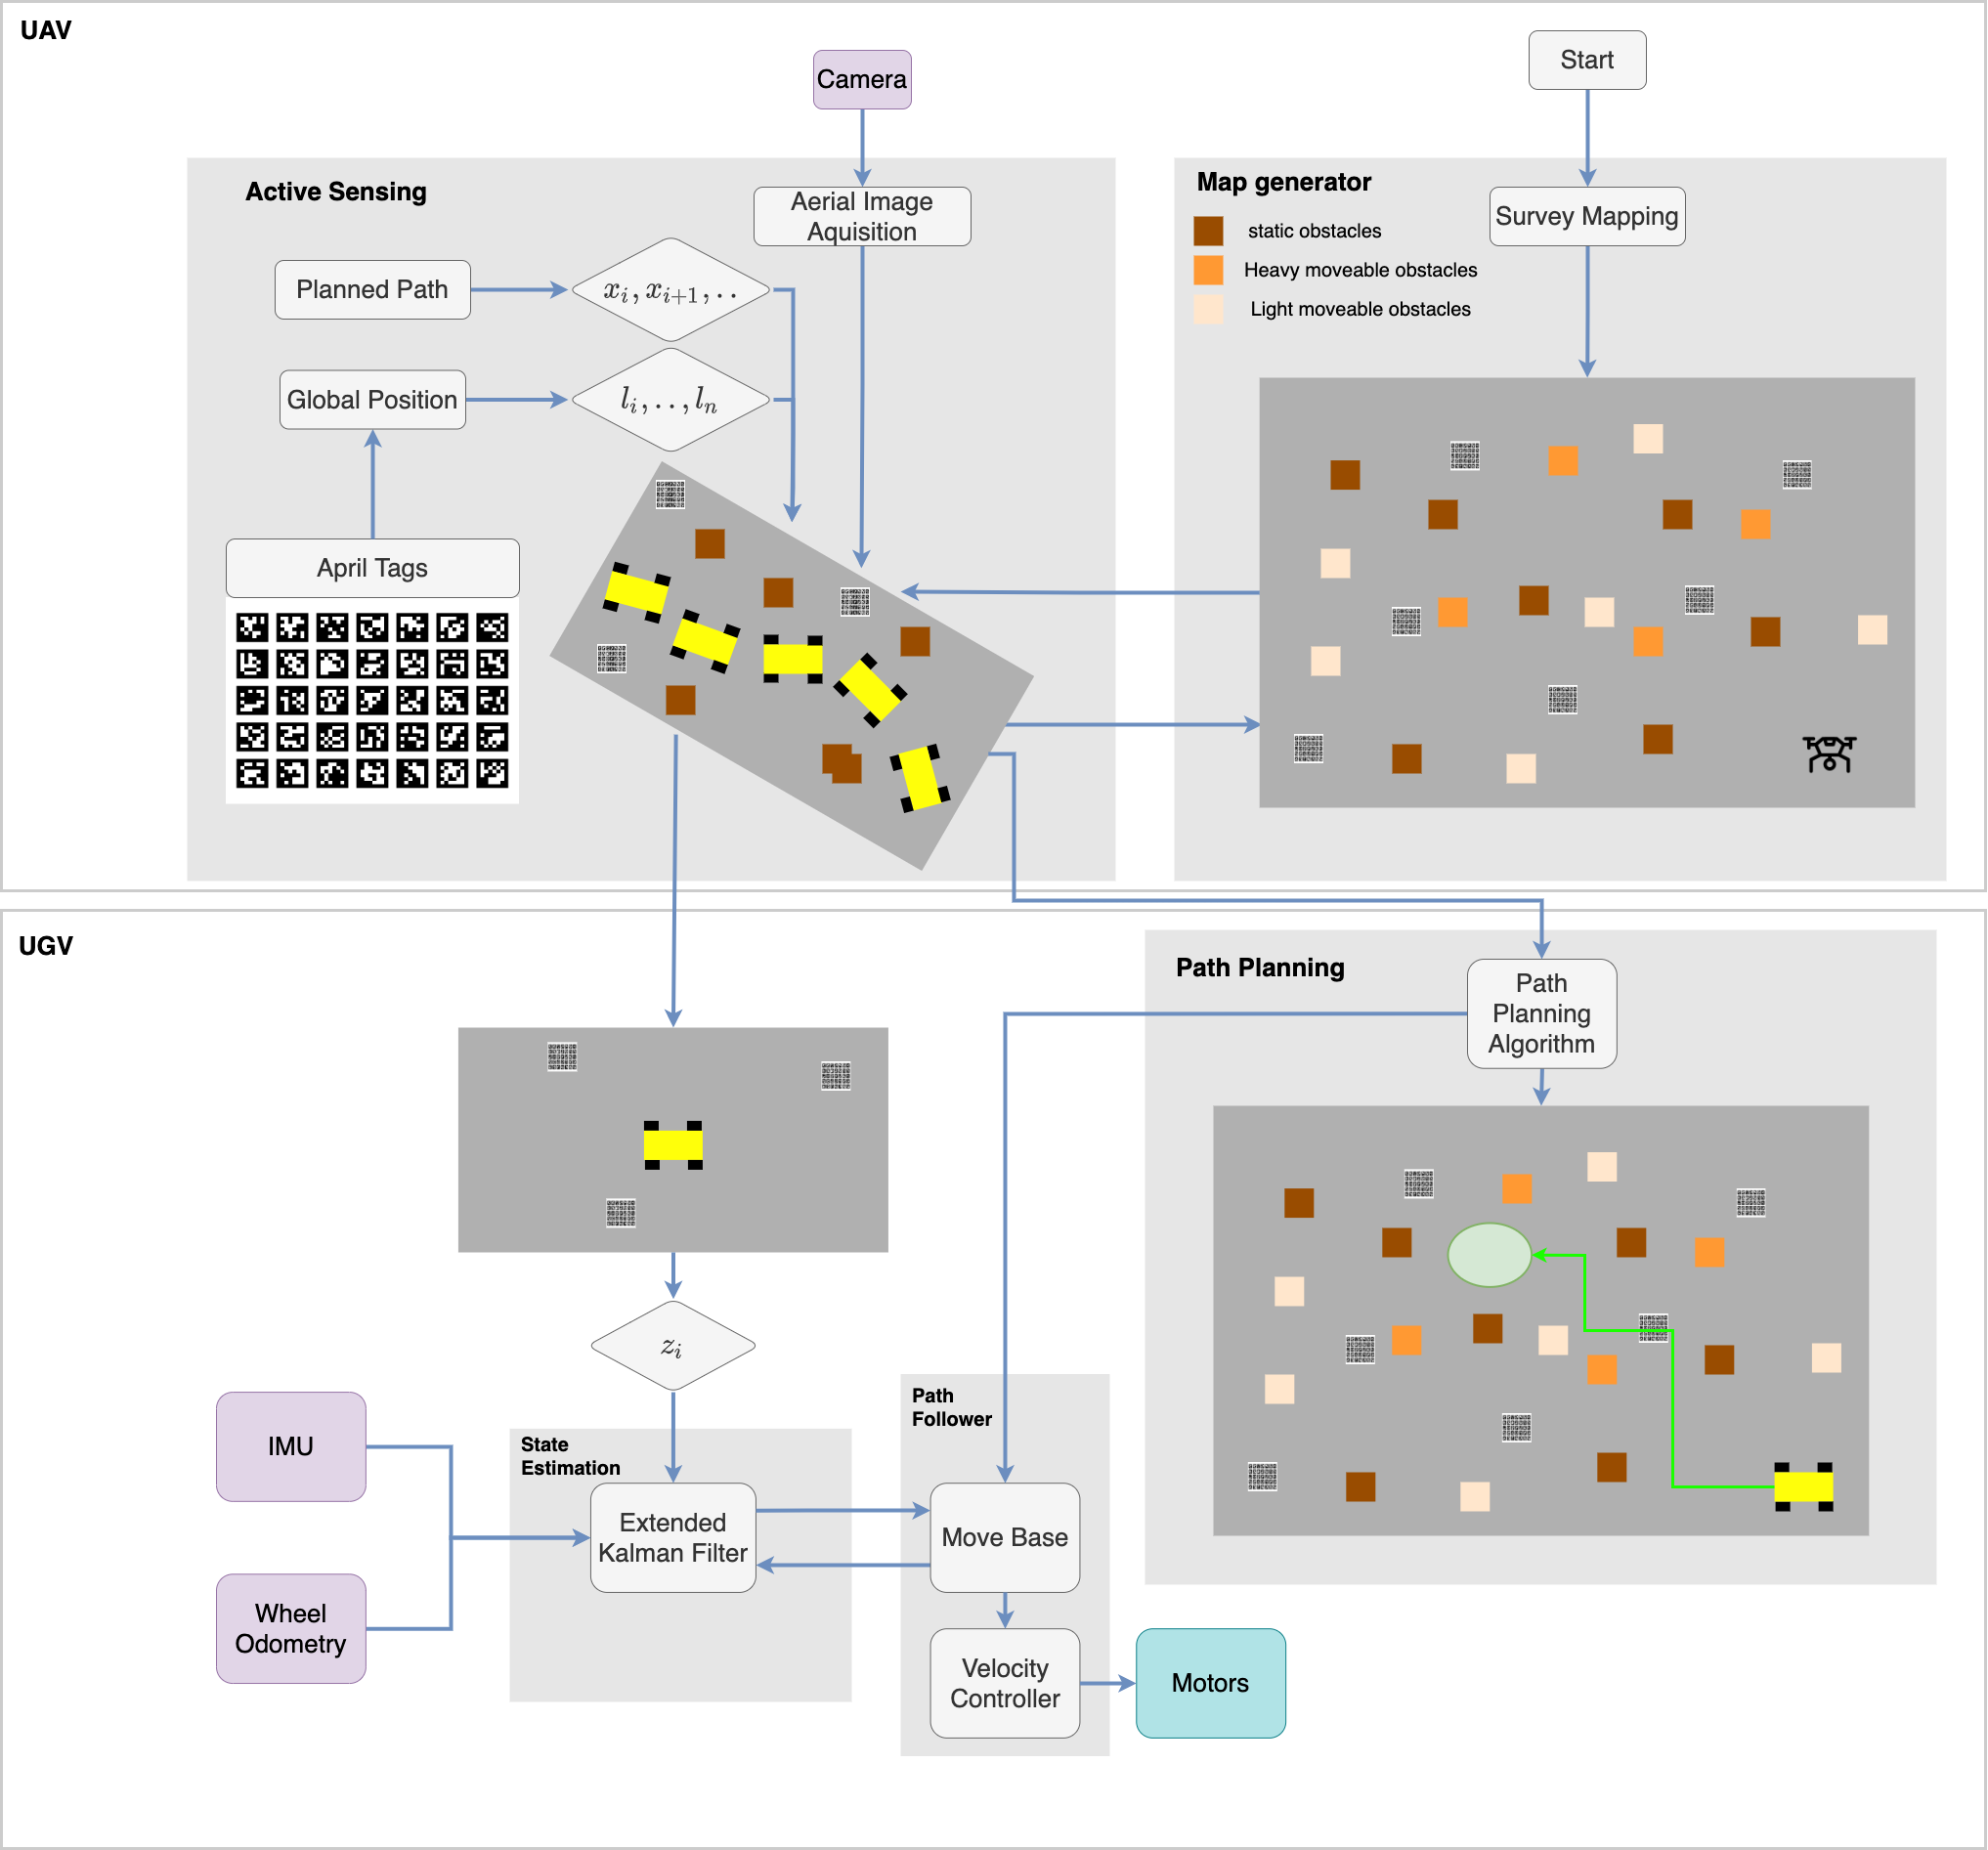 UAV
Camera
Start
Active Sensing
Aerial Image
Aquisition
Map generator
Survey Mapping
static obstacles
Heavy moveable obstacles
Light moveable obstacles
Planned Path
x_i, x_{i+1}, ..
Global Position
l_i, .., l_n
April Tags
UGV
Path Planning
Path
Planning
Algorithm
z_i
Path
Follower
IMU
State
Estimation
Extended
Kalman Filter
Move Base
Wheel
Odometry
Velocity
Controller
Motors